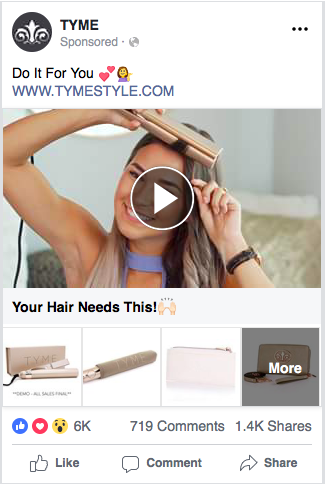 TYME
Sponsored ·
Do It For You 💞💇‍♀️
WWW.TYMESTYLE.COM
Your Hair Needs This!🙌🏻
TYME
**DEMO - ALL SALES FINAL**
More
6K
719 Comments 1.4K Shares
Like Comment Share